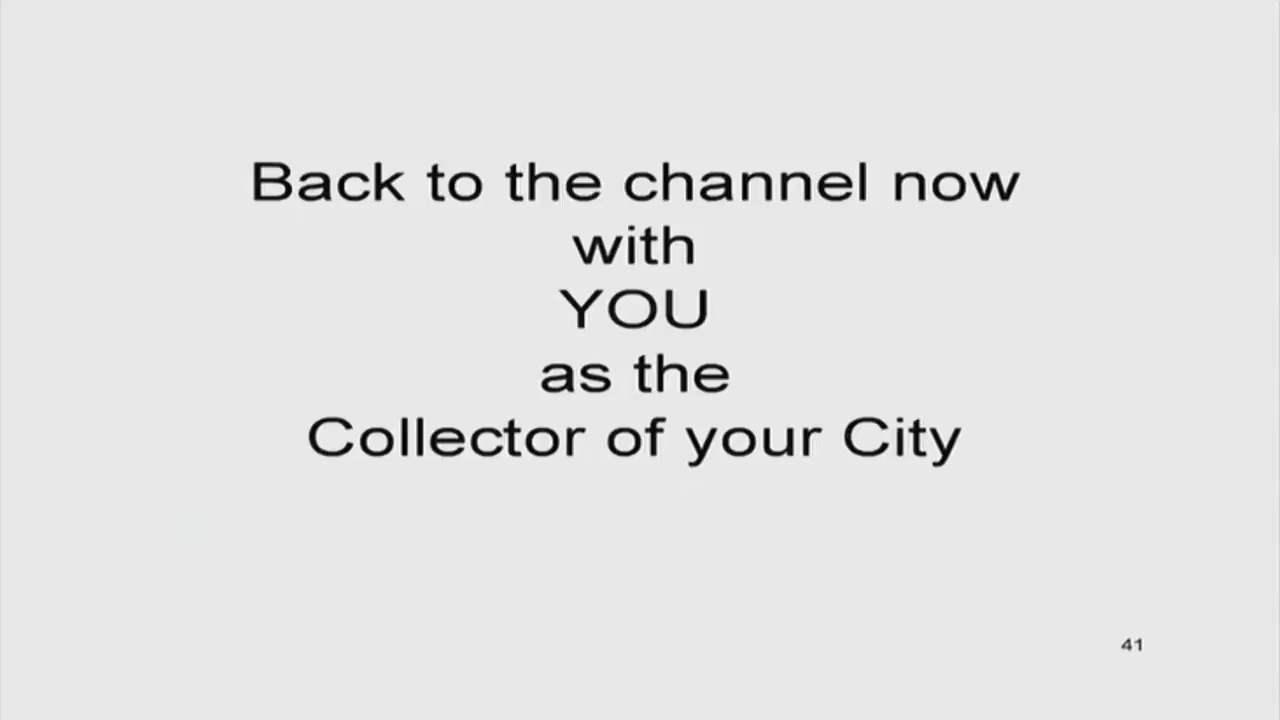 Back to the channel now
with
YOU
as the
Collector of your City
41